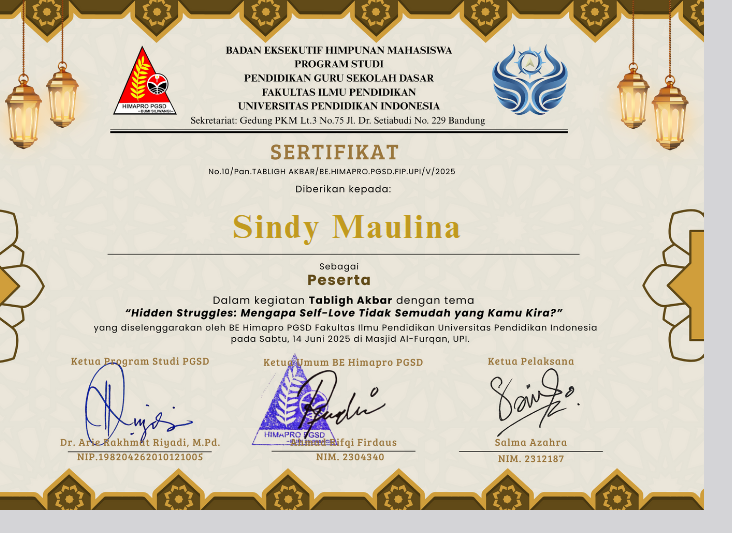 BADAN EKSEKUTIF HIMPUNAN MAHASISWA
PROGRAM STUDI
PENDIDIKAN GURU SEKOLAH DASAR
FAKULTAS ILMU PENDIDIKAN
UNIVERSITAS PENDIDIKAN INDONESIA
Sekretariat: Gedung PKM Lt.3 No.75 Jl. Dr. Setiabudi No. 229 Bandung
HIMAPRO PGSD
BUMI SILIWANGI
SERTIFIKAT
No.10/Pan.TABLIGH AKBAR/BE.HIMAPRO.PGSD.FIP.UPI/V/2025
Diberikan kepada:
Sindy Maulina
Sebagai
Peserta
Dalam kegiatan Tabligh Akbar dengan tema
“Hidden Struggles: Mengapa Self-Love Tidak Semudah yang Kamu Kira?”
yang diselenggarakan oleh BE Himapro PGSD Fakultas Ilmu Pendidikan Universitas Pendidikan Indonesia
pada Sabtu, 14 Juni 2025 di Masjid Al-Furqan, UPI.
Ketua Program Studi PGSD
Dr. Arie Rakhmat Riyadi, M.Pd.
NIP.198204262010121005
Ketua Umum BE Himapro PGSD
HIMAPRO PGSD
Rifqi Firdaus
NIM. 2304340
Ketua Pelaksana
Salma Azahra
NIM. 2312187